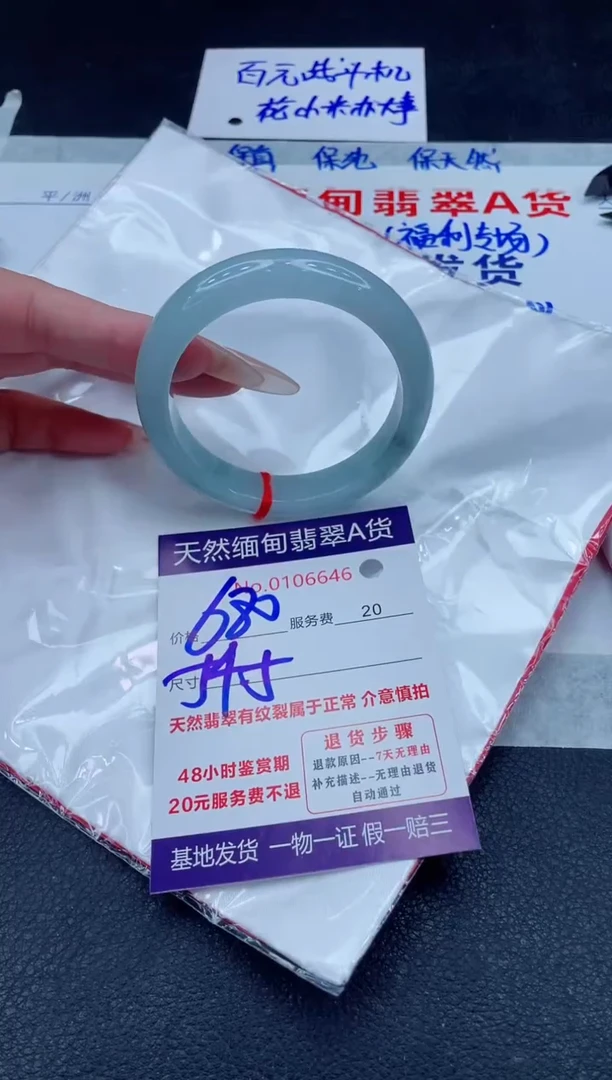 百元战斗机
花小米办大事
保真 保纯 保天然
平/洲
缅甸翡翠A货
(福利专场)
发货
天然缅甸翡翠A货
No.0106646
价格 680 服务费 20
尺寸
天然翡翠有纹裂属于正常 介意慎拍
48小时鉴赏期
20元服务费不退
退货步骤
退款原因--7天无理由
补充描述--无理由退货
自动通过
基地发货 一物一证 假一赔三